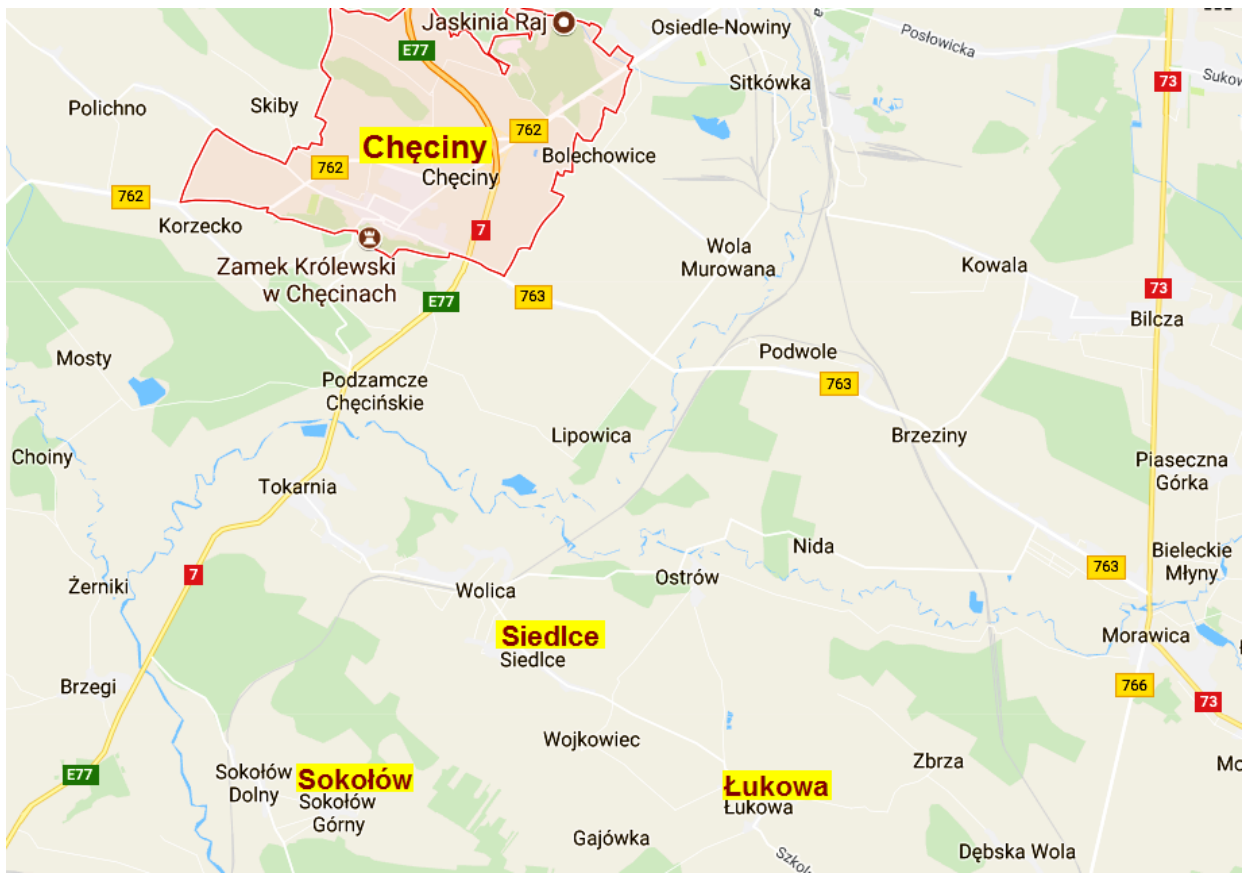 Jaskinia Raj
Osiedle-Nowiny
E77
Posłowicka
Sitkówka
73
Suków
Polichno
Skiby
762
Chęciny
Bolechowice
762
Chęciny
762
Korzecko
7
Wola
Murowana
Zamek Królewski
w Chęcinach
Kowala
E77
763
73
Bilcza
Mosty
Podwole
763
Podzamcze
Chęcińskie
Lipowica
Brzeziny
Choiny
Piaseczna
Górka
Tokarnia
Nida
Bieleckie
Młyny
763
7
Żerniki
Wolica
Ostrów
Siedlce
Siedlce
Morawica
Brzegi
766
73
Wojkowiec
Zbrza
E77
Sokołów
Dolny
Sokołów
Sokołów
Górny
Łukowa
Łukowa
Gajówka
Dębska Wola